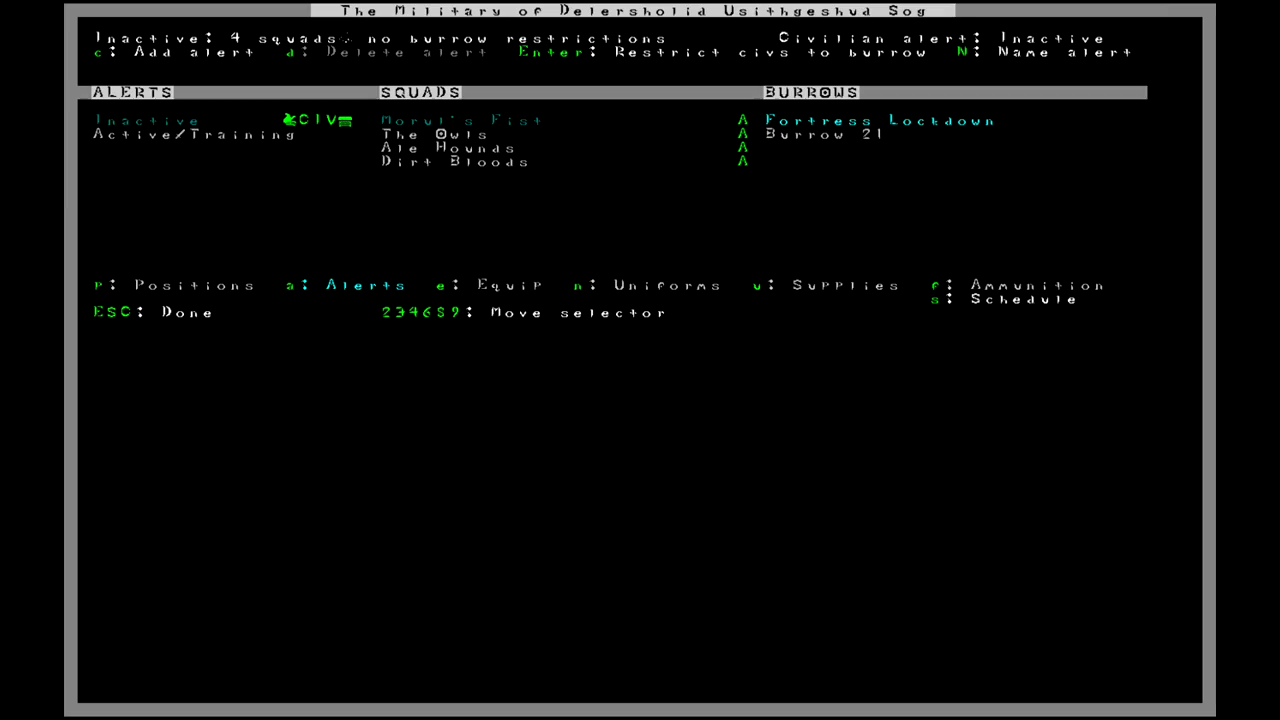 The Military of Delersholid Usithgeshud Sog
Inactive: 4 squads, no burrow restrictions Civilian alert: Inactive
c: Add alert d: Delete alert Enter: Restrict civs to burrow N: Name alert
ALERTS SQUADS BURROWS
Inactive CIV Morul's Fist A Fortress Lockdown
Active/Training The Owls A Burrow 21
Ale Hounds A
Dirt Bloods A
P: Positions a: Alerts e: Equip n: Uniforms u: Supplies f: Ammunition
s: Schedule
ESC: Done 234689: Move selector